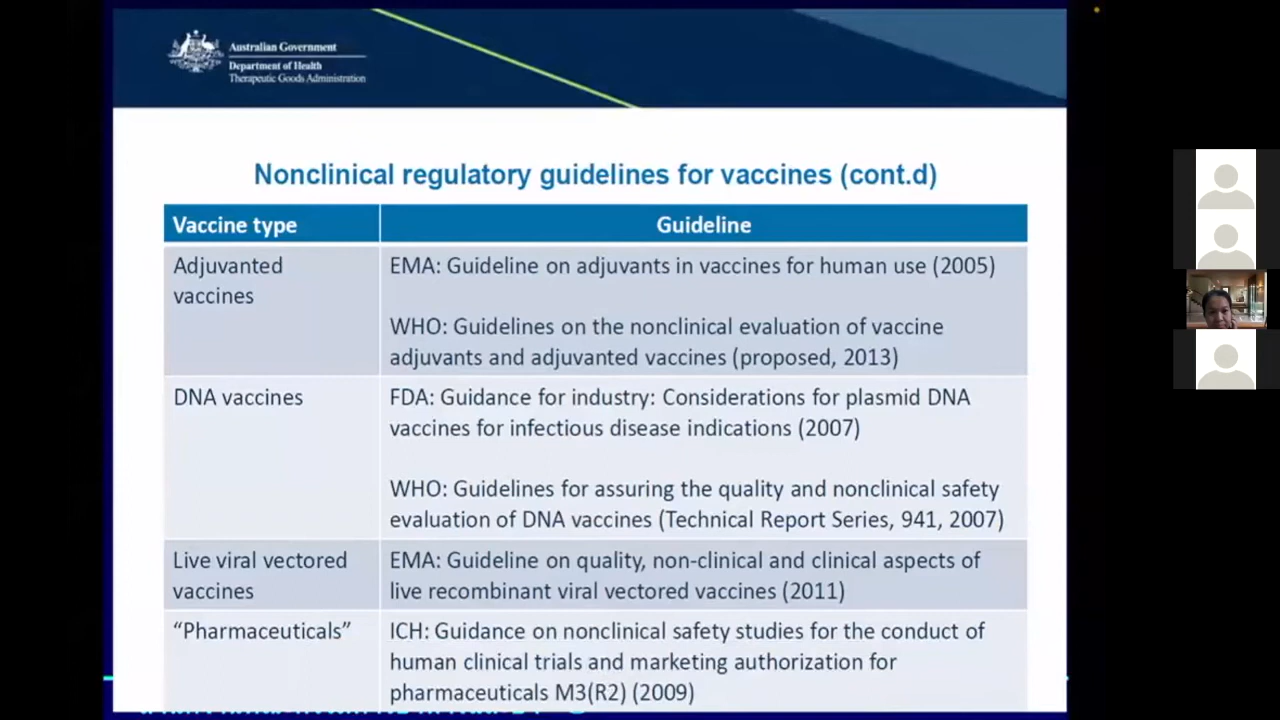 Australian Government
Department of Health
Therapeutic Goods Administration
Nonclinical regulatory guidelines for vaccines (cont.d)
Vaccine type
Guideline
Adjuvanted
vaccines
EMA: Guideline on adjuvants in vaccines for human use (2005)
WHO: Guidelines on the nonclinical evaluation of vaccine
adjuvants and adjuvanted vaccines (proposed, 2013)
DNA vaccines
FDA: Guidance for industry: Considerations for plasmid DNA
vaccines for infectious disease indications (2007)
WHO: Guidelines for assuring the quality and nonclinical safety
evaluation of DNA vaccines (Technical Report Series, 941, 2007)
Live viral vectored
vaccines
EMA: Guideline on quality, non-clinical and clinical aspects of
live recombinant viral vectored vaccines (2011)
“Pharmaceuticals”
ICH: Guidance on nonclinical safety studies for the conduct of
human clinical trials and marketing authorization for
pharmaceuticals M3(R2) (2009)